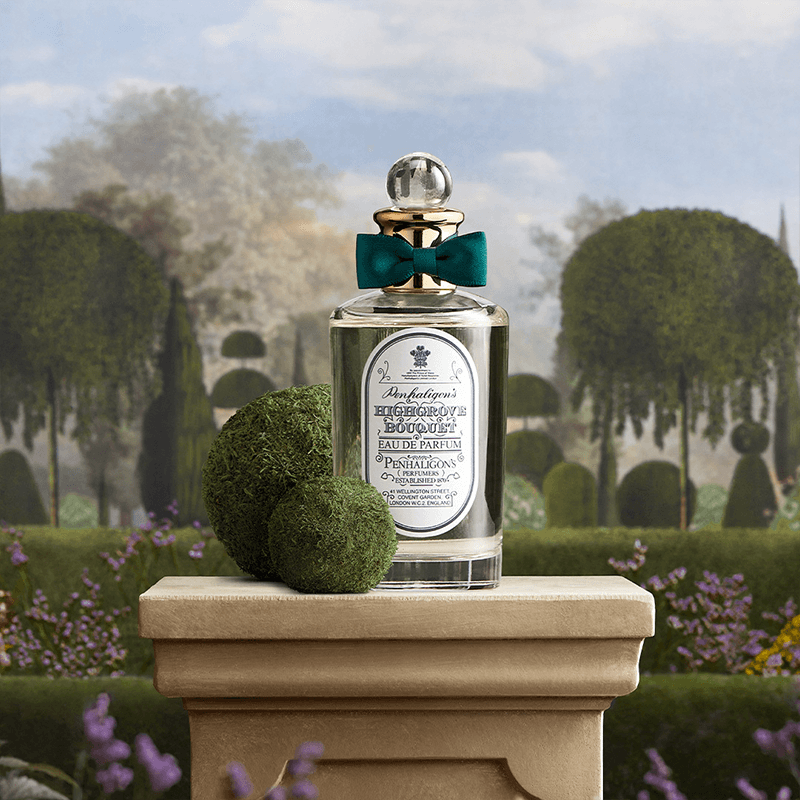 Penhaligon's
HIGHGROVE
BOUQUET
EAU DE PARFUM
PENHALIGON'S
( PERFUMERS )
ESTABLISHED 1870
41 WELLINGTON STREET
COVENT GARDEN,
LONDON W.C.2, ENGLAND